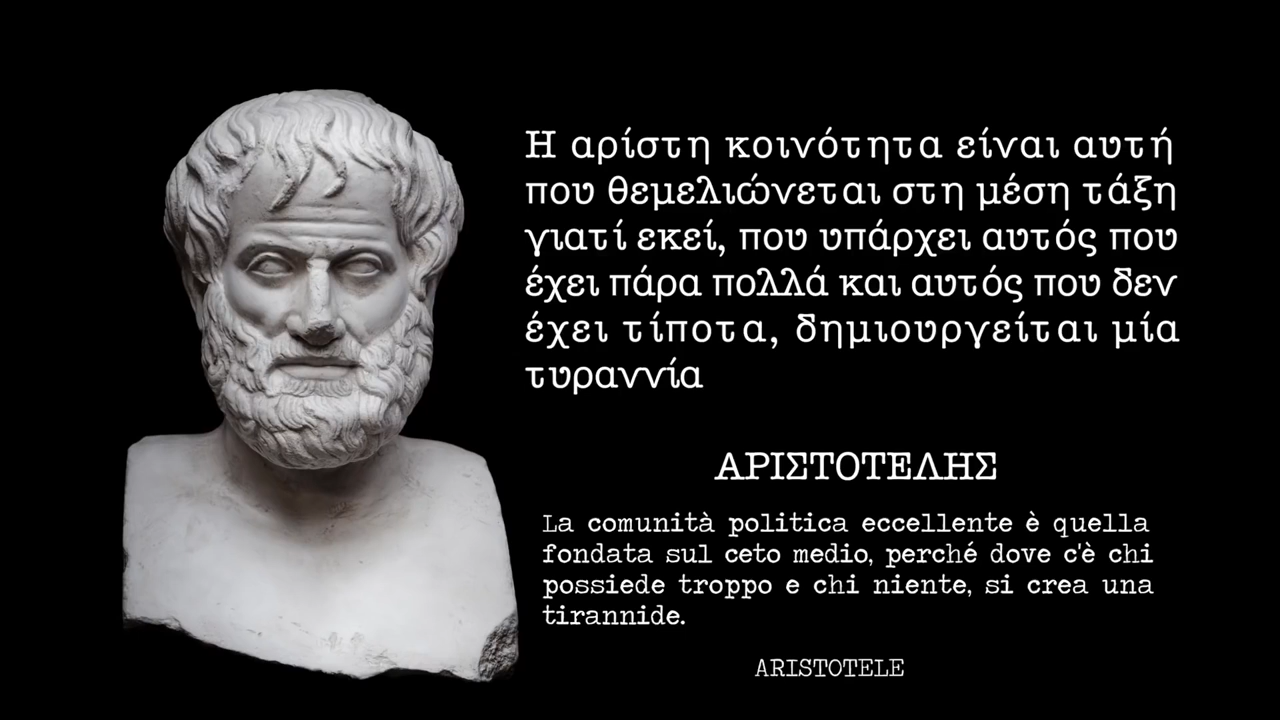 Η αρίστη κοινότητα είναι αυτή
που θεμελιώνεται στη μέση τάξη
γιατί εκεί, που υπάρχει αυτός που
έχει πάρα πολλά και αυτός που δεν
έχει τίποτα, δημιουργείται μία
τυραννία
ΑΡΙΣΤΟΤΕΛΗΣ
La comunità politica eccellente è quella
fondata sul ceto medio, perché dove c'è chi
possiede troppo e chi niente, si crea una
tirannide.
ARISTOTELE